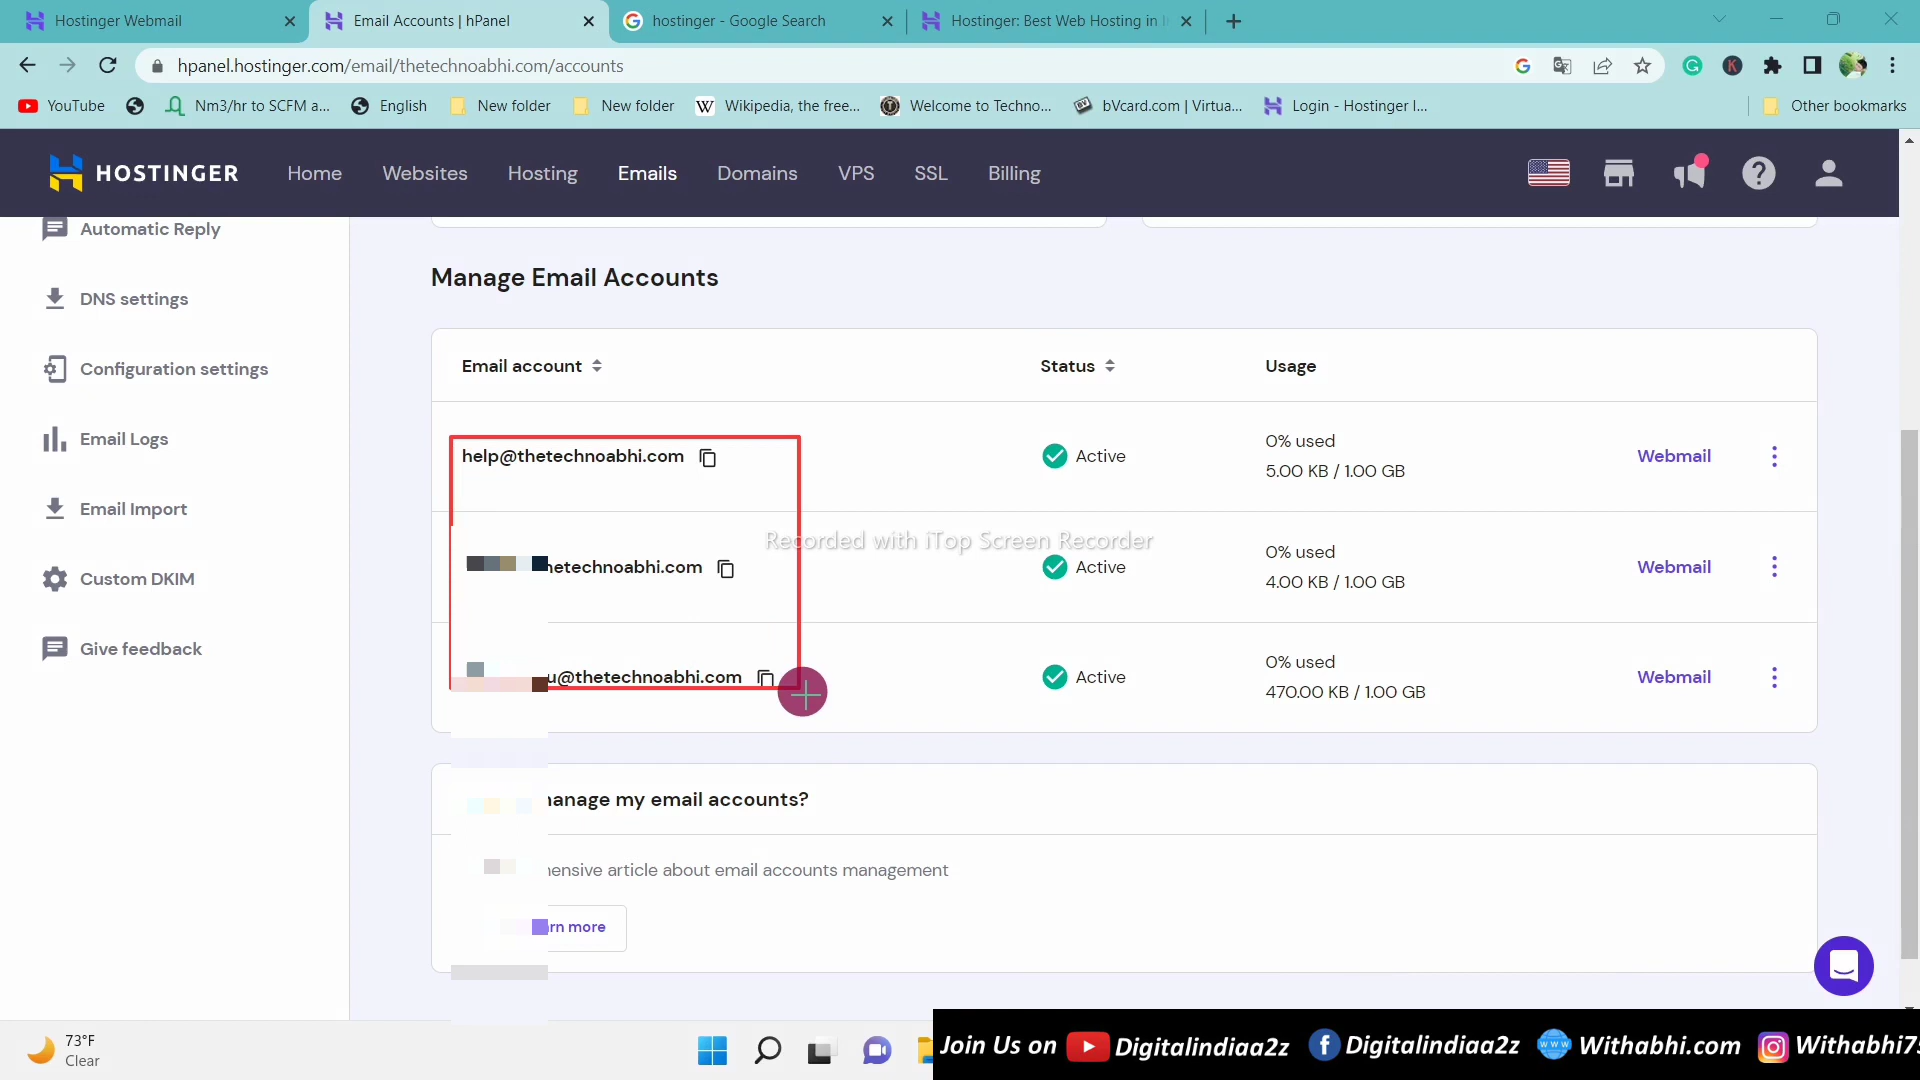 Hostinger Webmail
Email Accounts | hPanel
hostinger - Google Search
Hostinger: Best Web Hosting in
hpanel.hostinger.com/email/thetechnoabhi.com/accounts
YouTube
Nm3/hr to SCFM a...
English
New folder
New folder
Wikipedia, the free...
Welcome to Techno...
bVcard.com | Virtua...
Login - Hostinger I...
Other bookmarks
HOSTINGER
Home
Websites
Hosting
Emails
Domains
VPS
SSL
Billing
Automatic Reply
DNS settings
Configuration settings
Email Logs
Email Import
Custom DKIM
Give feedback
Manage Email Accounts
Email account
Status
Usage
help@thetechnoabhi.com
Active
0% used
5.00 KB / 1.00 GB
Webmail
hetechnoabhi.com
Active
0% used
4.00 KB / 1.00 GB
Webmail
u@thetechnoabhi.com
Active
0% used
470.00 KB / 1.00 GB
Webmail
Recorded with iTop Screen Recorder
manage my email accounts?
hensive article about email accounts management
arn more
73°F
Clear
Join Us on
Digitalindiaa2z
Digitalindiaa2z
Withabhi.com